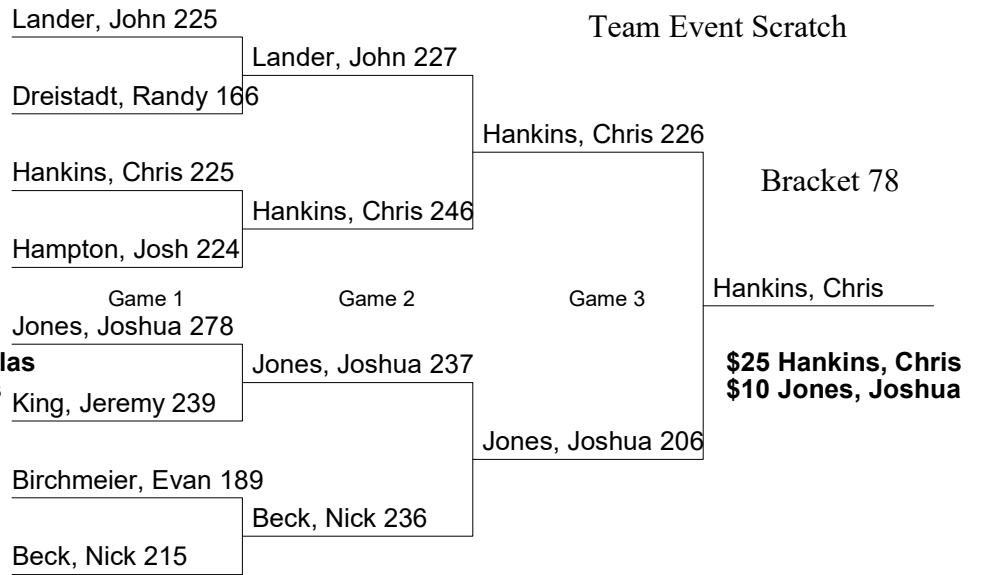 Lander, John 225
Team Event Scratch
Lander, John 227
Dreistadt, Randy 166
Hankins, Chris 226
Hankins, Chris 225
Bracket 78
Hankins, Chris 246
Hampton, Josh 224
Game 1
Game 2
Game 3
Hankins, Chris
Jones, Joshua 278
las
Jones, Joshua 237
$25 Hankins, Chris
$10 Jones, Joshua
King, Jeremy 239
Jones, Joshua 206
Birchmeier, Evan 189
Beck, Nick 236
Beck, Nick 215